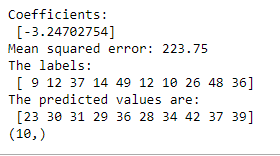 Coefficients:
[-3.24702754]
Mean squared error: 223.75
The labels:
[ 9 12 37 14 49 12 10 26 48 36]
The predicted values are:
[23 30 31 29 36 28 34 42 37 39]
(10,)